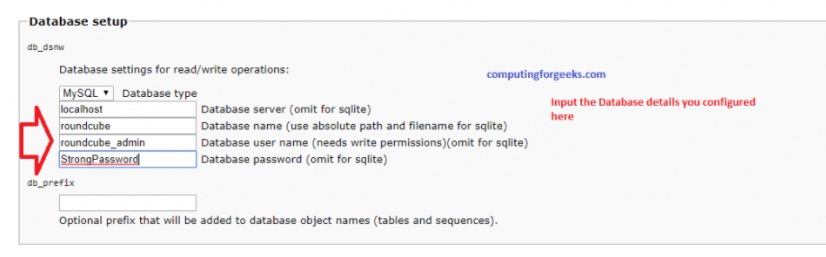 Database setup
db_dsnw
Database settings for read/write operations:
computingforgeeks.com
MySQL ▼ Database type
localhost Database server (omit for sqlite)
Input the Database details you configured
here
roundcube Database name (use absolute path and filename for sqlite)
roundcube_admin Database user name (needs write permissions)(omit for sqlite)
StrongPassword Database password (omit for sqlite)
db_prefix
Optional prefix that will be added to database object names (tables and sequences).